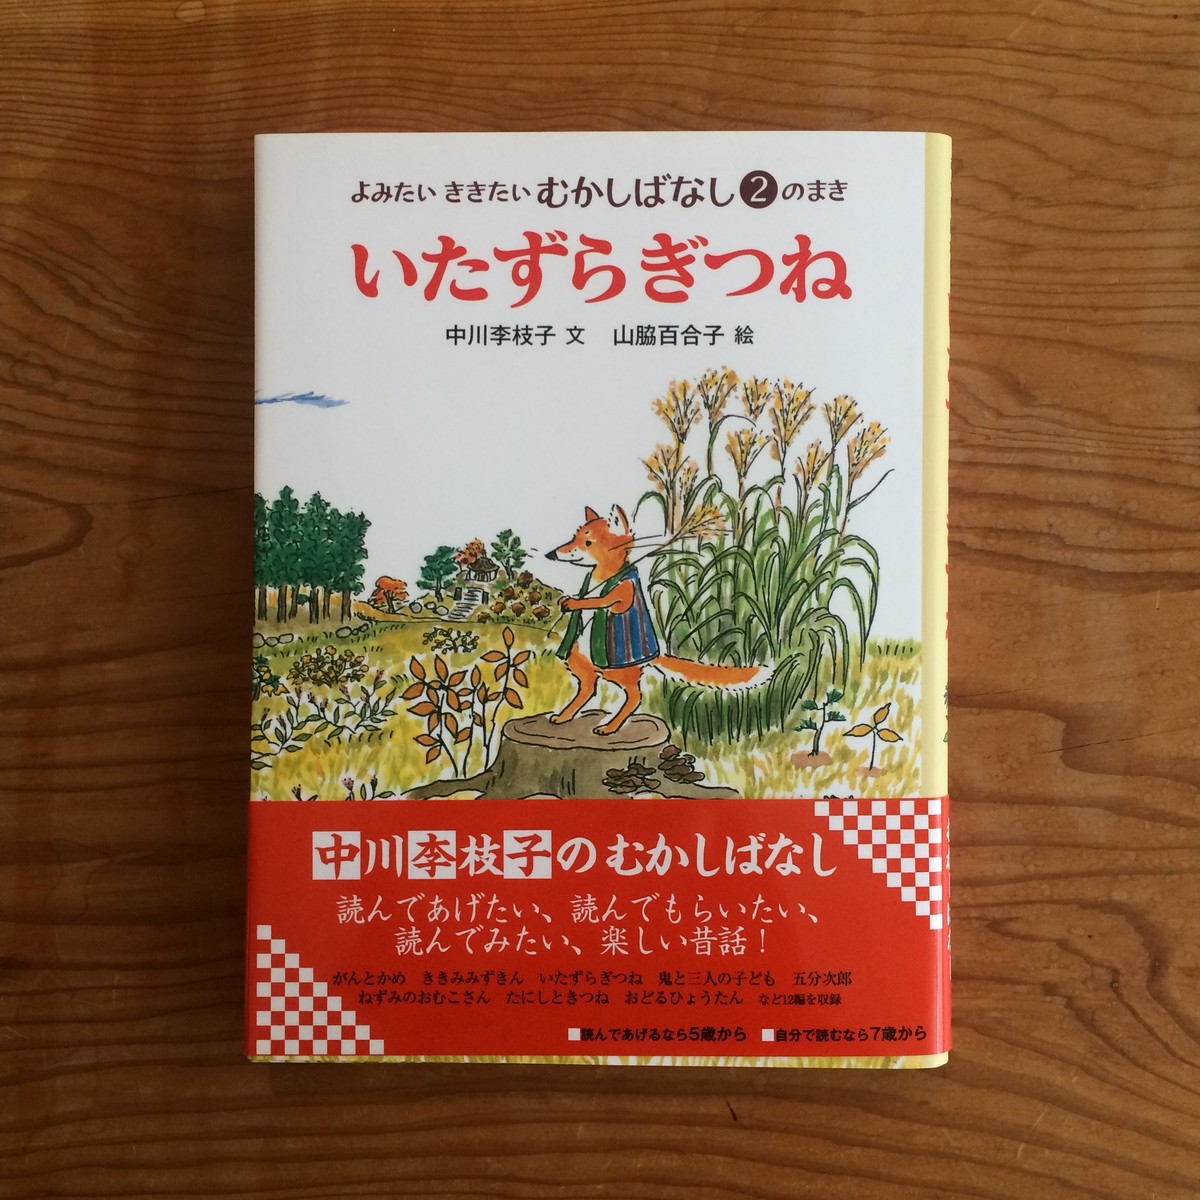 よみたい ききたい むかしばなし2のまき
いたずらぎつね
中川李枝子 文 山脇百合子 絵
中川李枝子のむかしばなし
読んであげたい、読んでもらいたい、
読んでみたい、楽しい昔話!
がんとかめ ききみみずきん いたずらぎつね 鬼と三人の子ども 五分次郎
ねずみのおむこさん たにしときつね おどるひょうたん など12編を収録
■読んであげるなら5歳から ■自分で読むなら7歳から